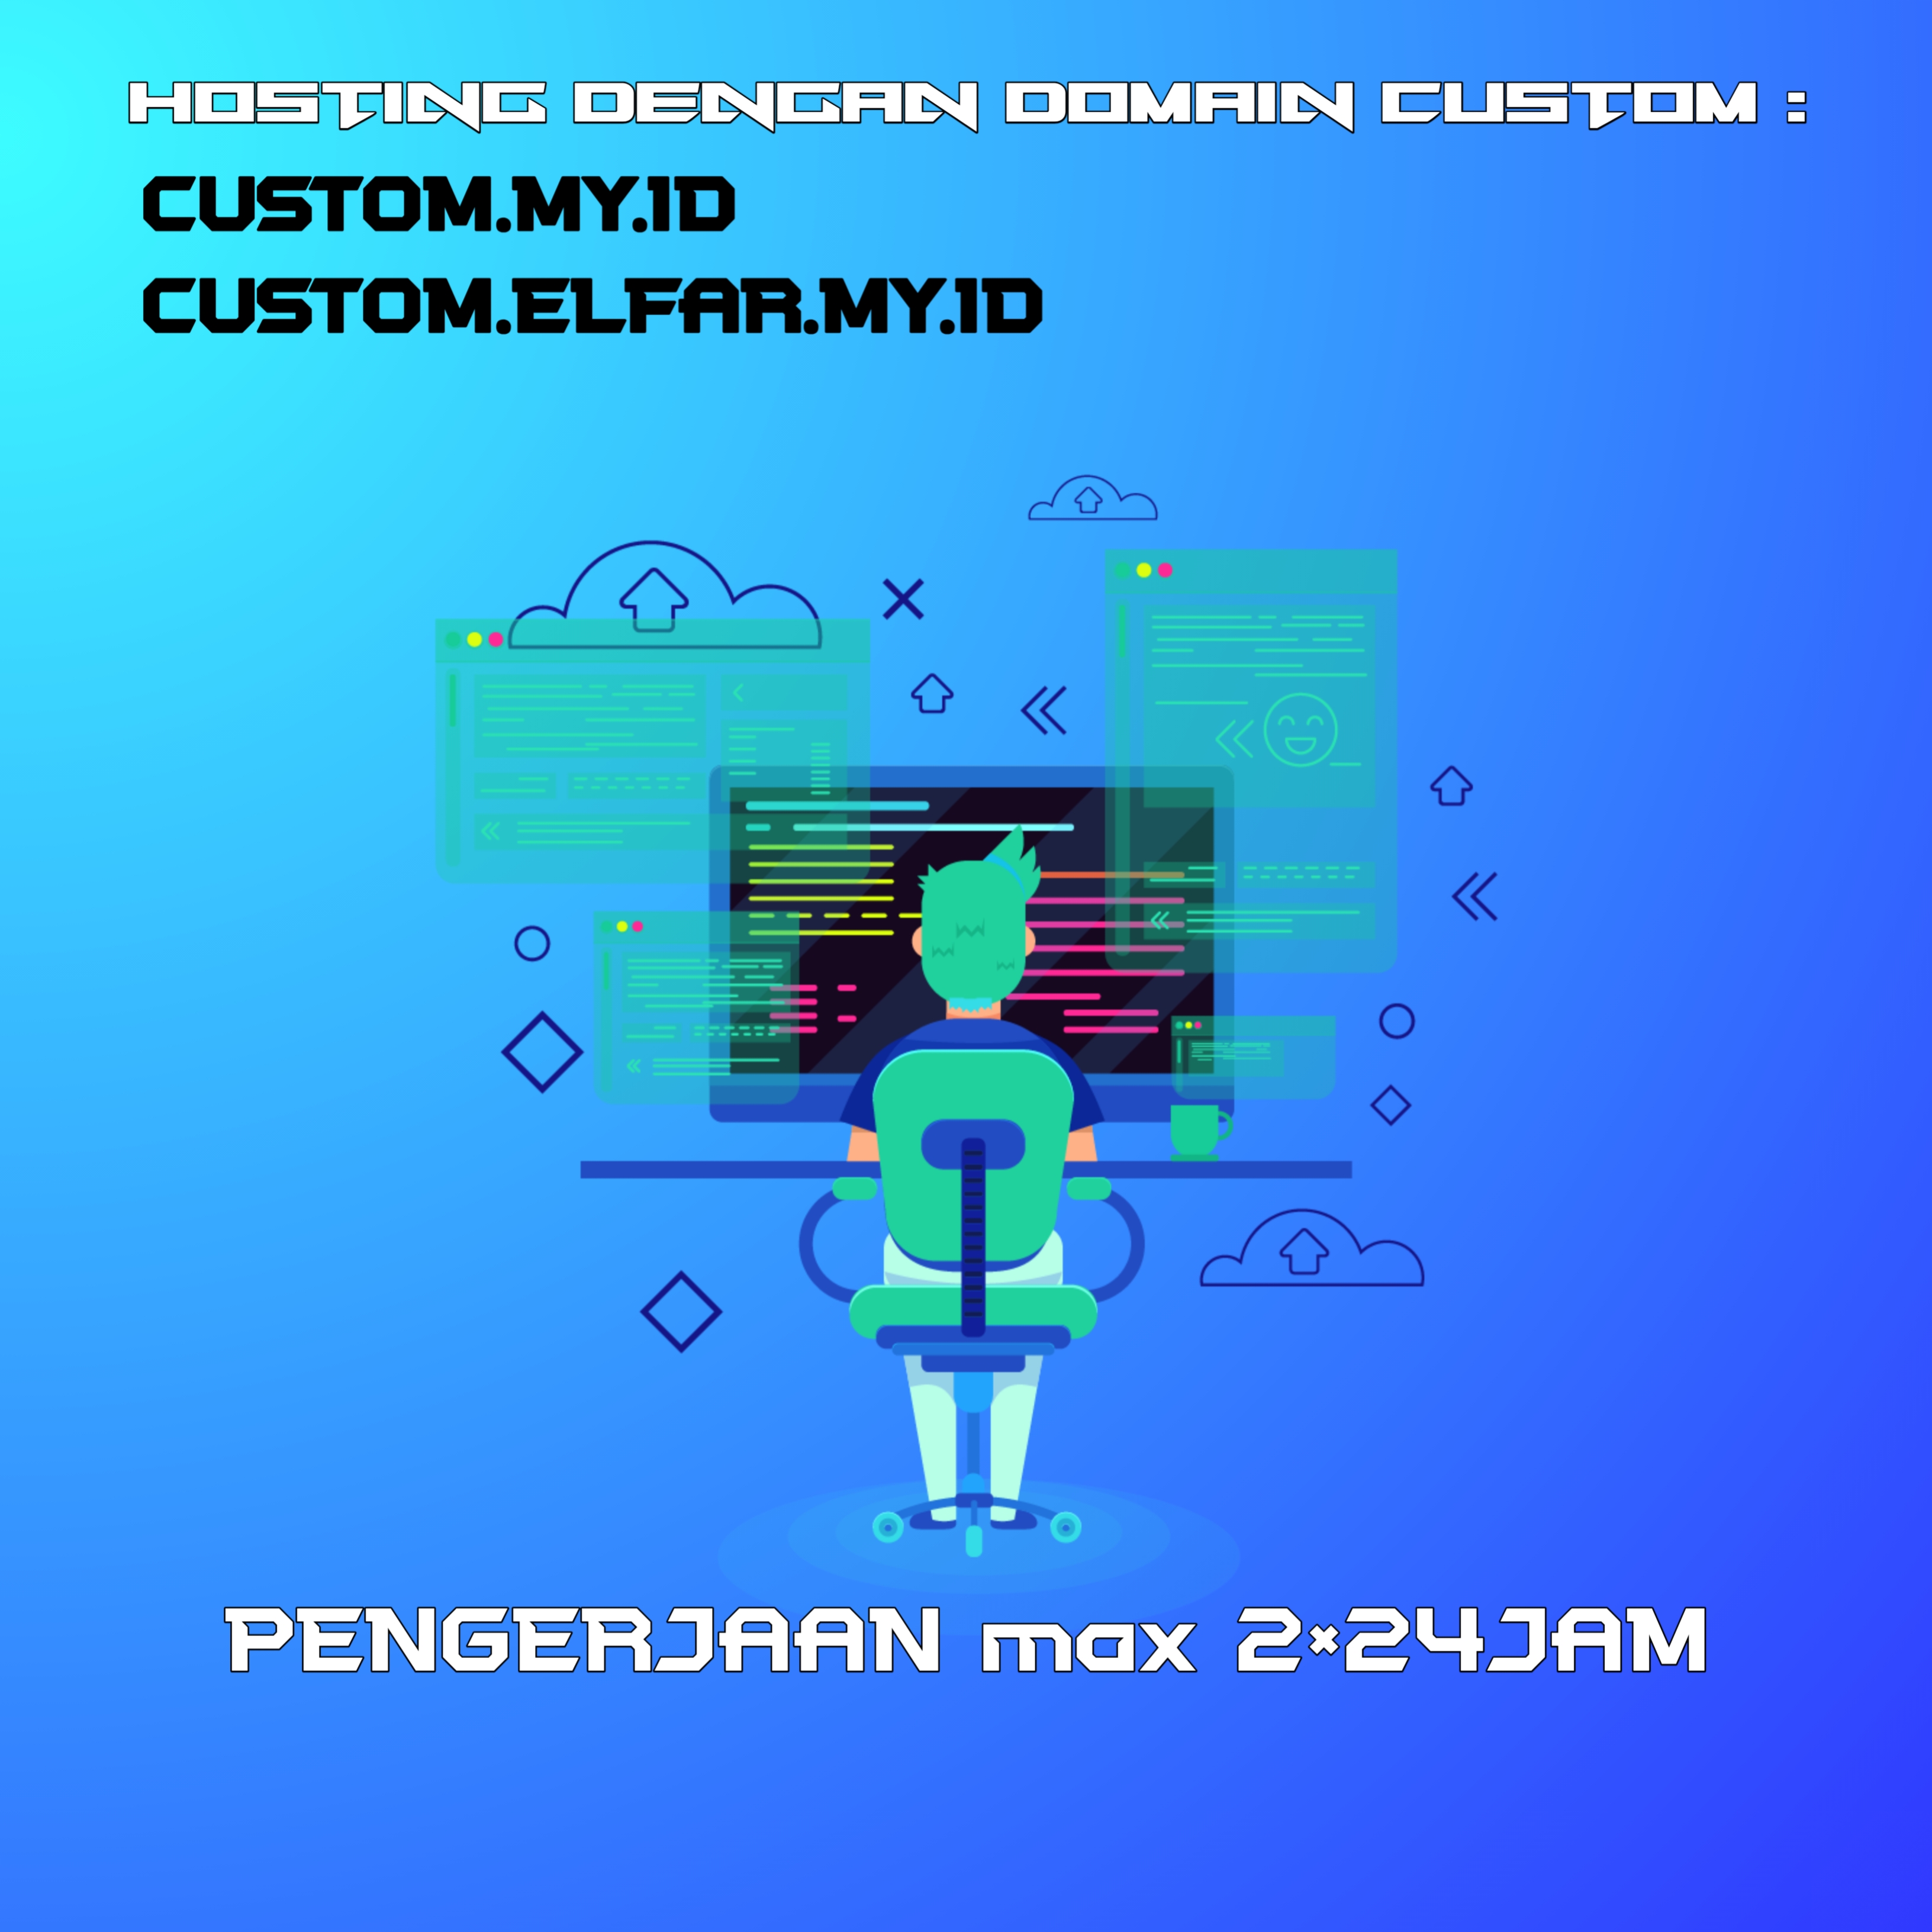 HOSTING DENGAN DOMAIN CUSTOM :
CUSTOM.MY.ID
CUSTOM.ELFAR.MY.ID
PENGERJAAN max 2×24JAM